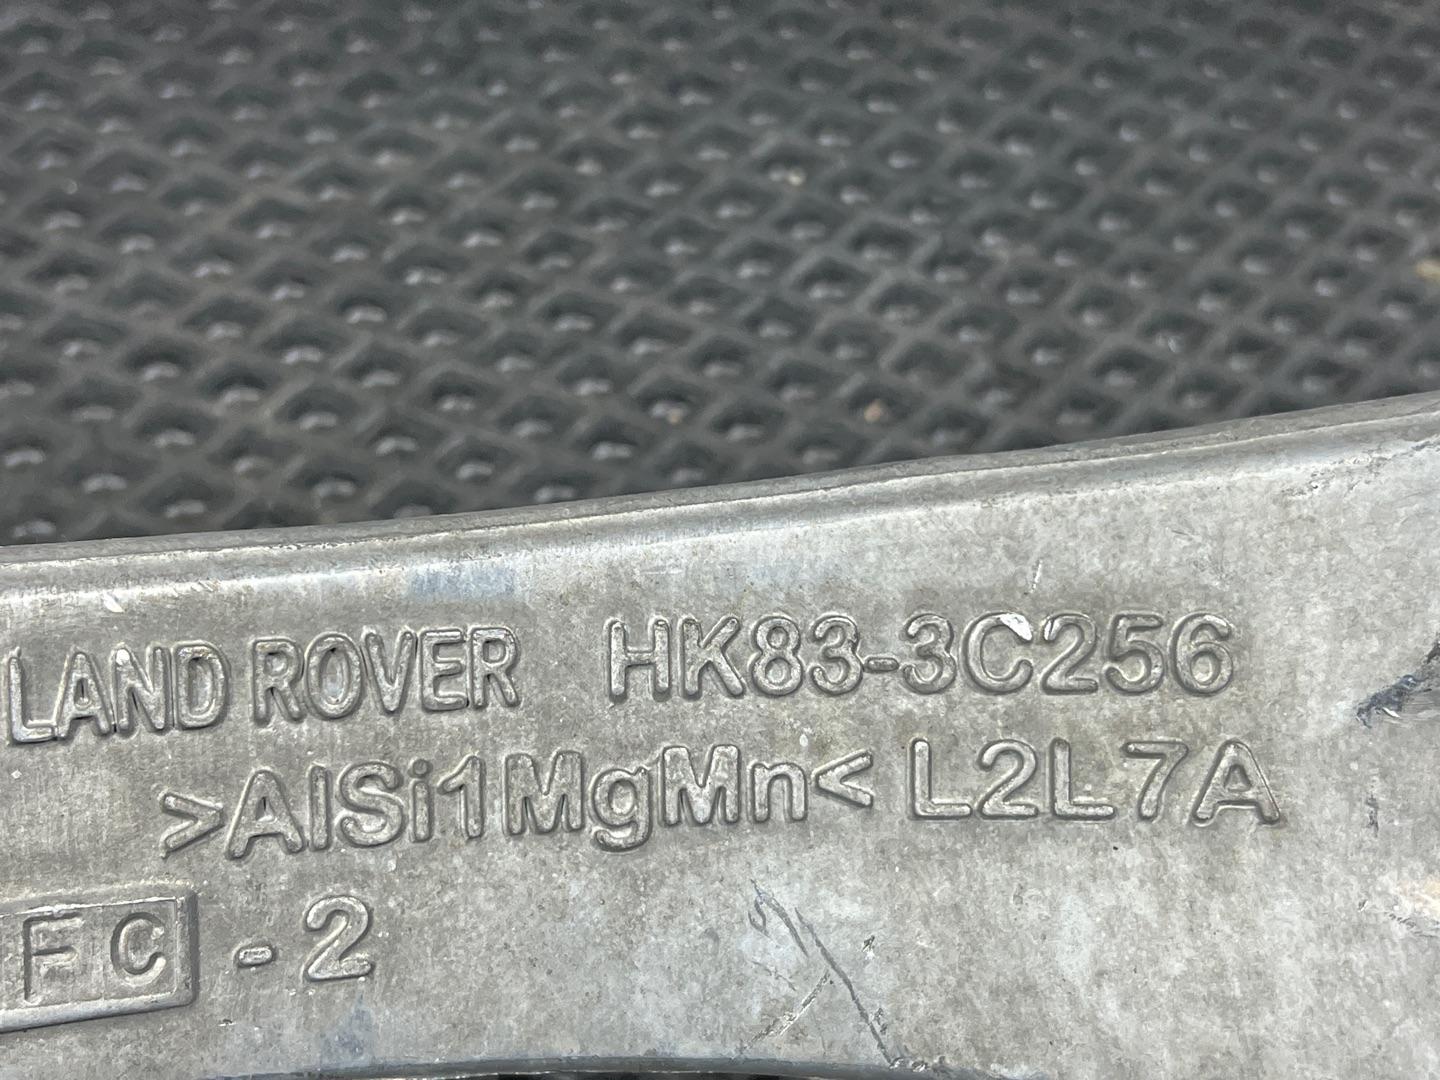 LAND ROVER HK83-3C256
>AlSi1MgMn< L2L7A
FC - 2